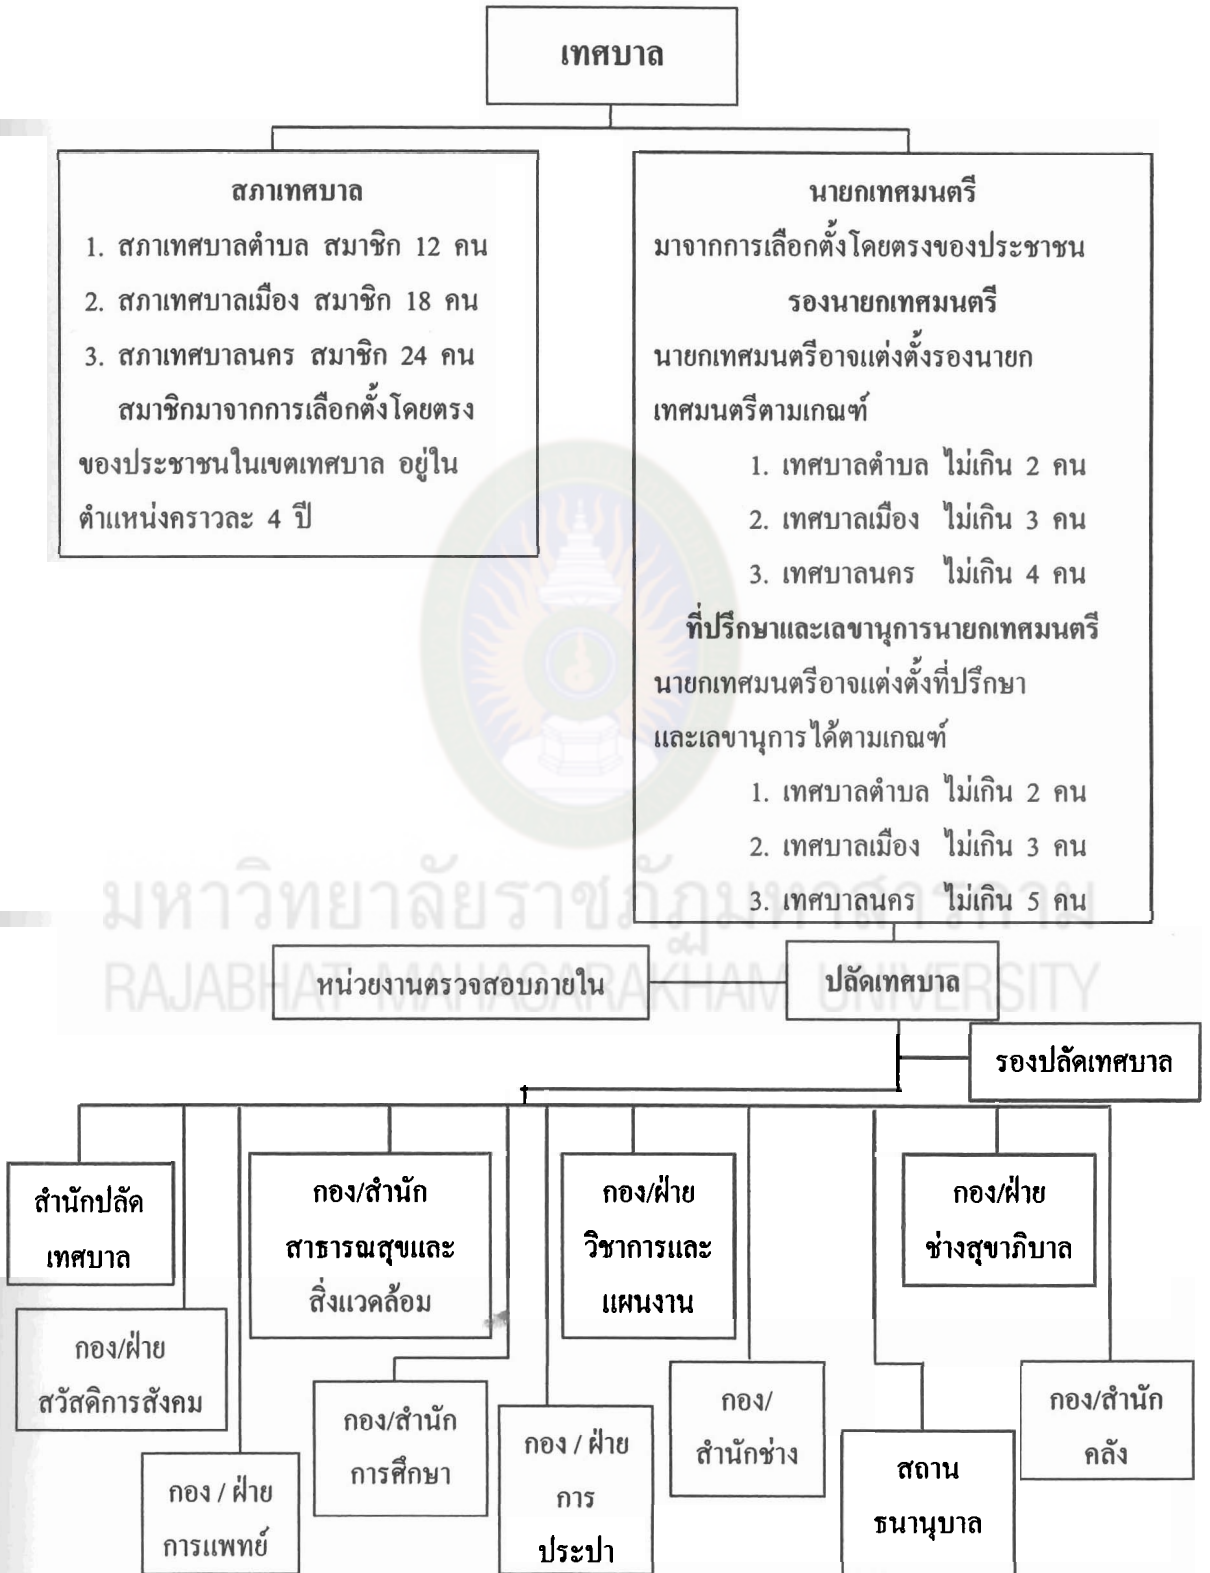 เทศบาล
สภาเทศบาล
1. สภาเทศบาลตำบล สมาชิก 12 คน
2. สภาเทศบาลเมือง สมาชิก 18 คน
3. สภาเทศบาลนคร สมาชิก 24 คน
สมาชิกมาจากการเลือกตั้งโดยตรง
ของประชาชนในเขตเทศบาล อยู่ใน
ตำแหน่งคราวละ 4 ปี
นายกเทศมนตรี
มาจากการเลือกตั้งโดยตรงของประชาชน
รองนายกเทศมนตรี
นายกเทศมนตรีอาจแต่งตั้งรองนายก
เทศมนตรีตามเกณฑ์
1. เทศบาลตำบล ไม่เกิน 2 คน
2. เทศบาลเมือง ไม่เกิน 3 คน
3. เทศบาลนคร ไม่เกิน 4 คน
ที่ปรึกษาและเลขานุการนายกเทศมนตรี
นายกเทศมนตรีอาจแต่งตั้งที่ปรึกษา
และเลขานุการได้ตามเกณฑ์
1. เทศบาลตำบล ไม่เกิน 2 คน
2. เทศบาลเมือง ไม่เกิน 3 คน
3. เทศบาลนคร ไม่เกิน 5 คน
มหาวิทยาลัยราชภัฏมหาสารคาม
RAJABHAT MAHASARAKHAM UNIVERSITY
หน่วยงานตรวจสอบภายใน
ปลัดเทศบาล
รองปลัดเทศบาล
สำนักปลัด
เทศบาล
กอง/สำนัก
สาธารณสุขและ
สิ่งแวดล้อม
กอง/ฝ่าย
วิชาการและ
แผนงาน
กอง/ฝ่าย
ช่างสุขาภิบาล
กอง/ฝ่าย
สวัสดิการสังคม
กอง/สำนัก
การศึกษา
กอง/
สำนักช่าง
กอง/สำนัก
คลัง
กอง / ฝ่าย
การแพทย์
กอง / ฝ่าย
การ
ประปา
สถาน
ธนานุบาล